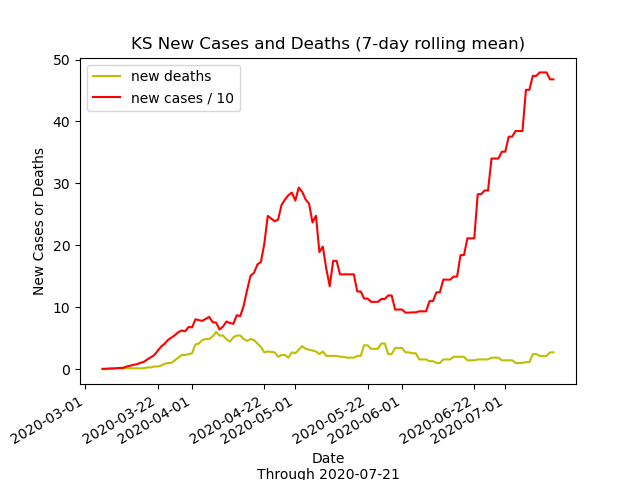 KS New Cases and Deaths (7-day rolling mean)
new deaths
new cases / 10
50
40
30
20
10
0
New Cases or Deaths
2020-03-01
2020-03-22
2020-04-01
2020-04-22
2020-05-01
2020-05-22
2020-06-01
2020-06-22
2020-07-01
Date
Through 2020-07-21